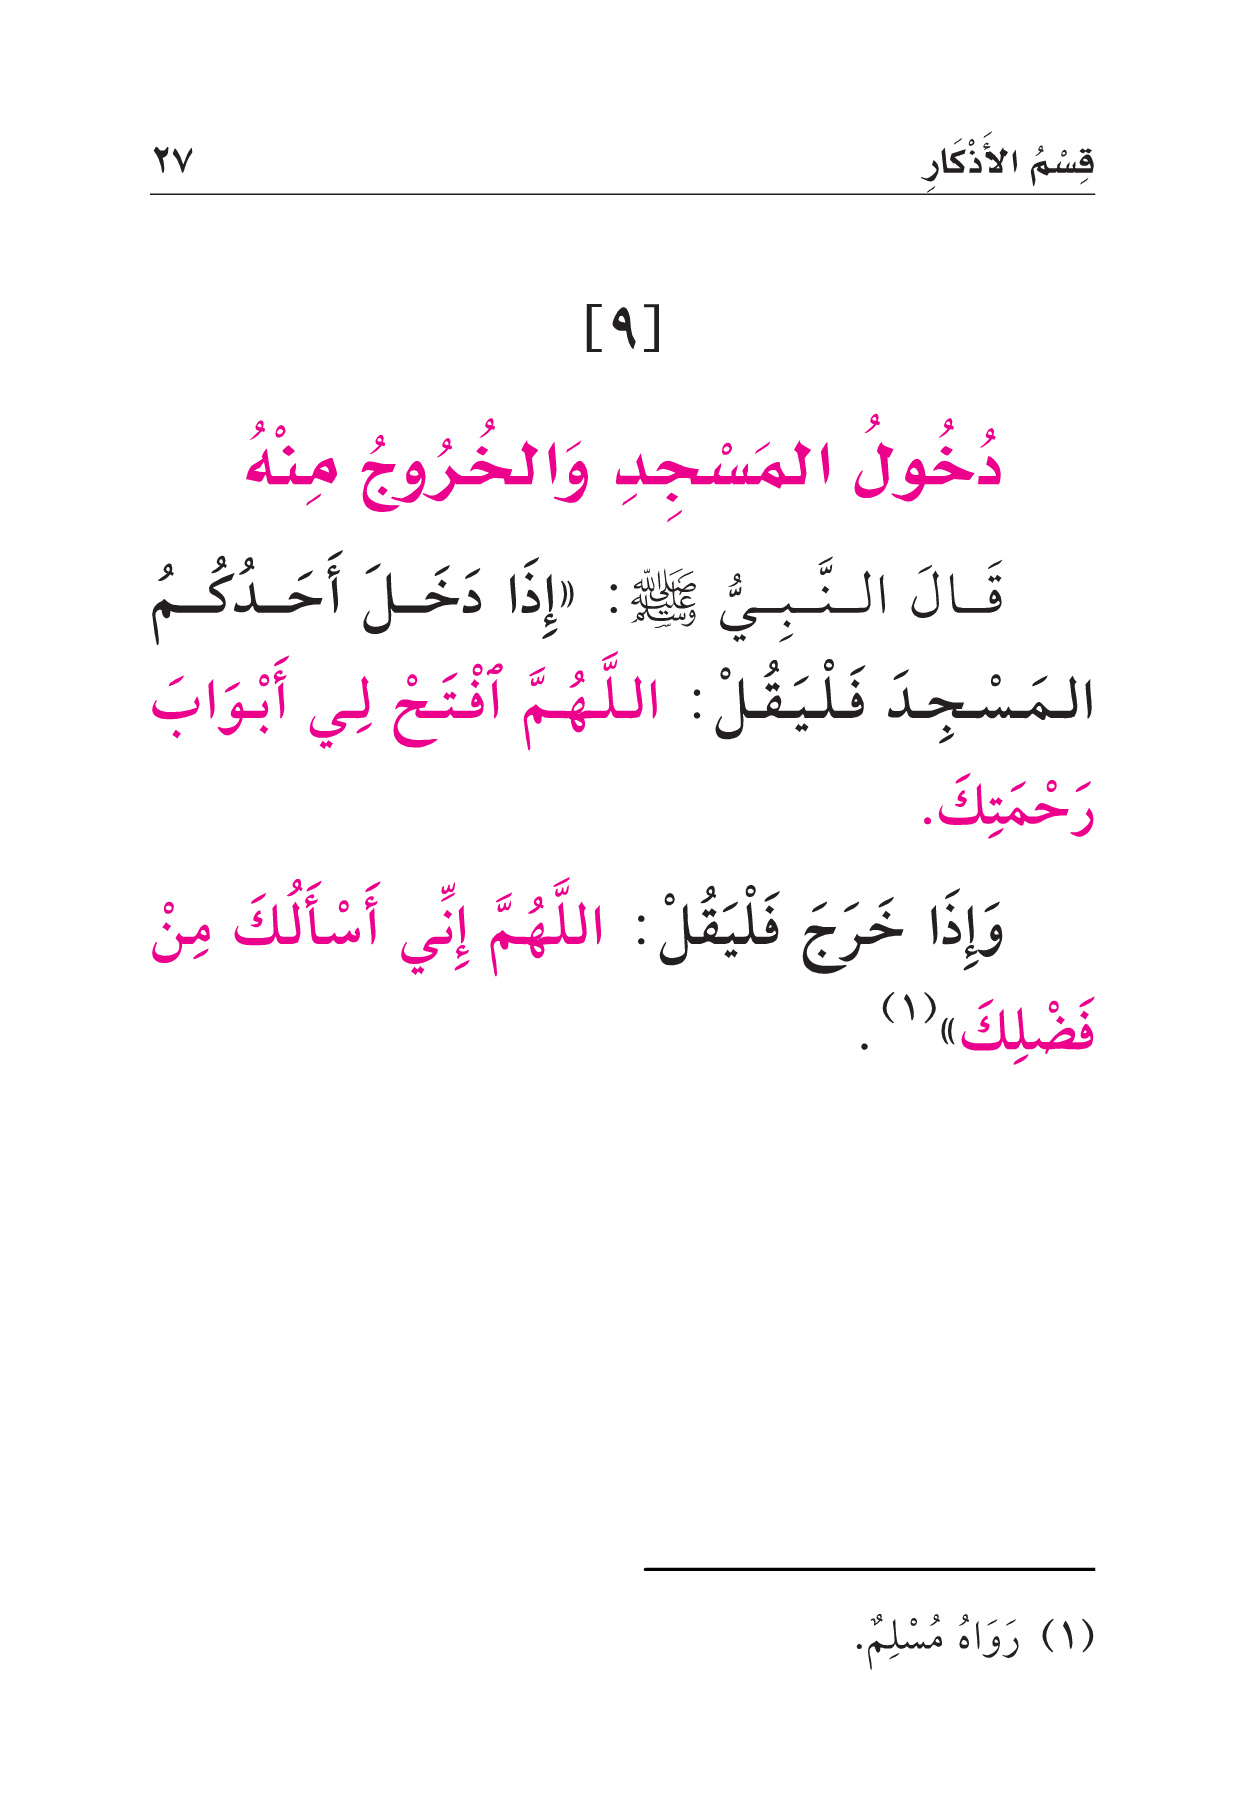 قِسْمُ الأَذْكَارِ ٢٧
[٩]
دُخُولُ المَسْجِدِ وَالخُرُوجُ مِنْهُ
قَالَ النَّبِيُّ ﷺ: «إِذَا دَخَلَ أَحَدُكُمُ
المَسْجِدَ فَلْيَقُلْ: اللَّهُمَّ ٱفْتَحْ لِي أَبْوَابَ
رَحْمَتِكَ.
وَإِذَا خَرَجَ فَلْيَقُلْ: اللَّهُمَّ إِنِّي أَسْأَلُكَ مِنْ
فَضْلِكَ»(١).
(١) رَوَاهُ مُسْلِمٌ.